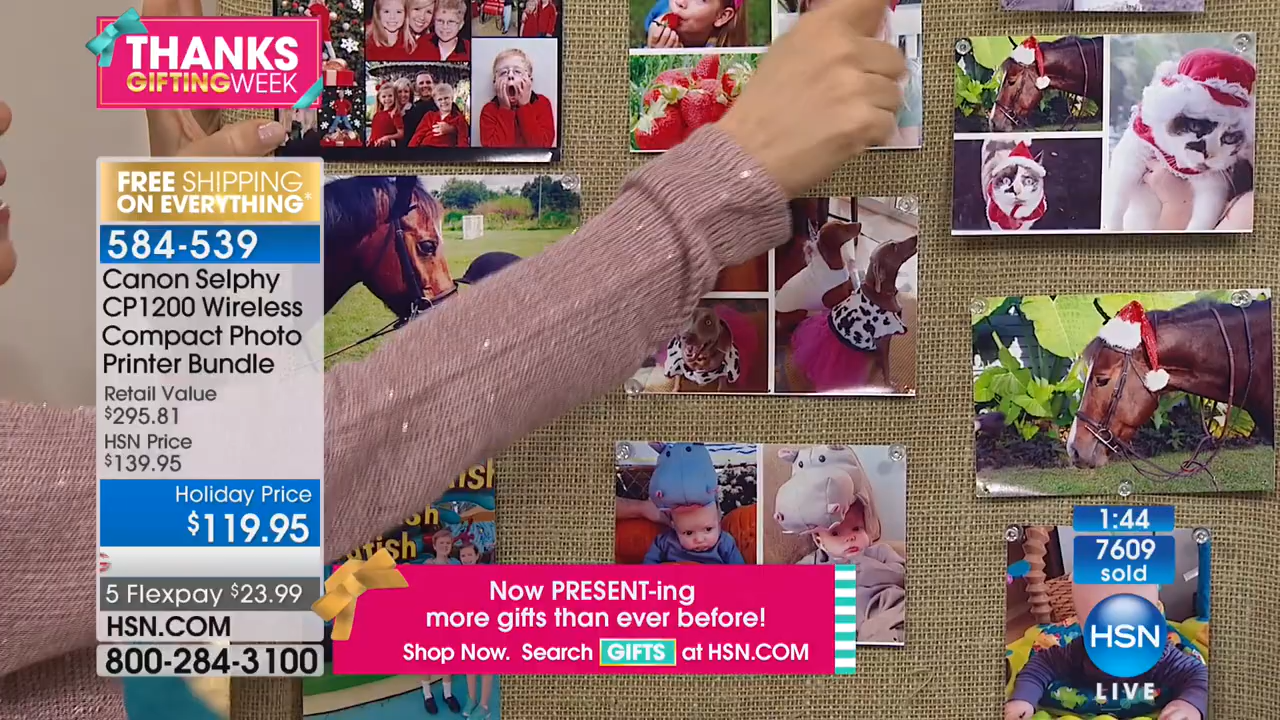 THANKS
GIFTINGWEEK
FREE SHIPPING
ON EVERYTHING*
584-539
Canon Selphy
CP1200 Wireless
Compact Photo
Printer Bundle
Retail Value
$295.81
HSN Price
$139.95
Holiday Price
$119.95
5 Flexpay $23.99
HSN.COM
800-284-3100
Now PRESENT-ing
more gifts than ever before!
Shop Now. Search GIFTS at HSN.COM
1:44
7609
sold
HSN
LIVE